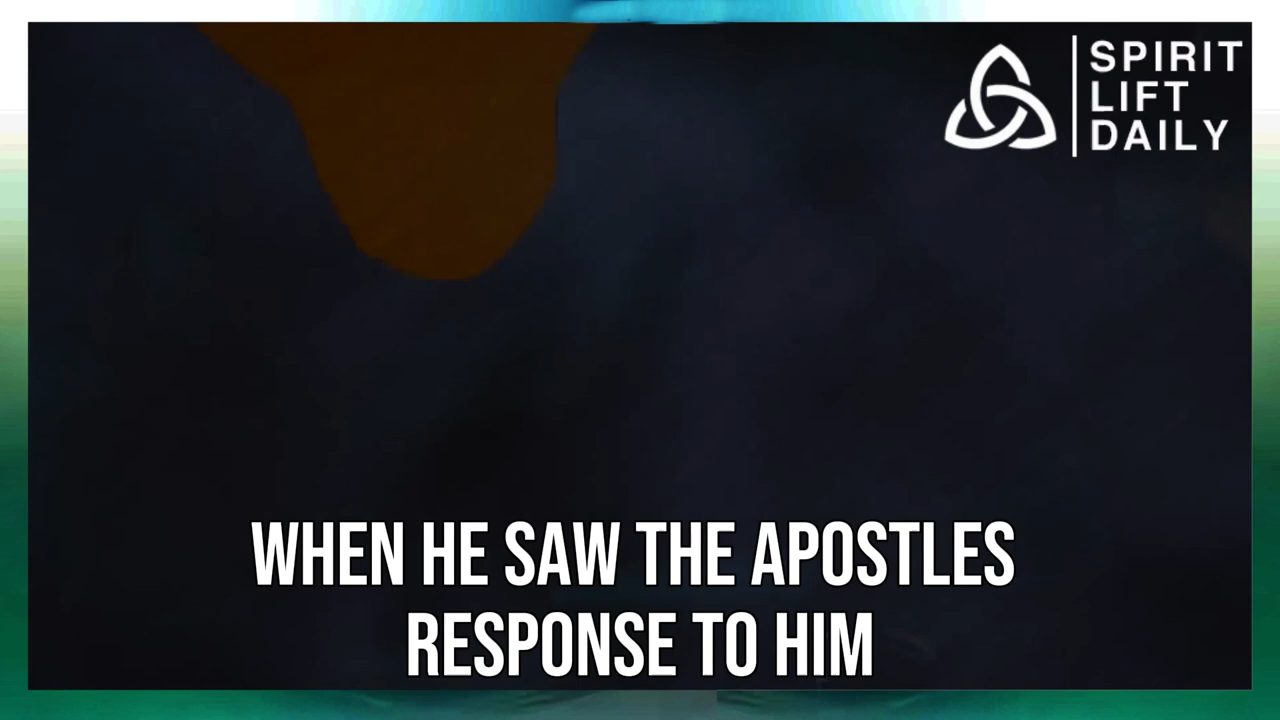 SPIRIT
LIFT
DAILY
WHEN HE SAW THE APOSTLES
RESPONSE TO HIM